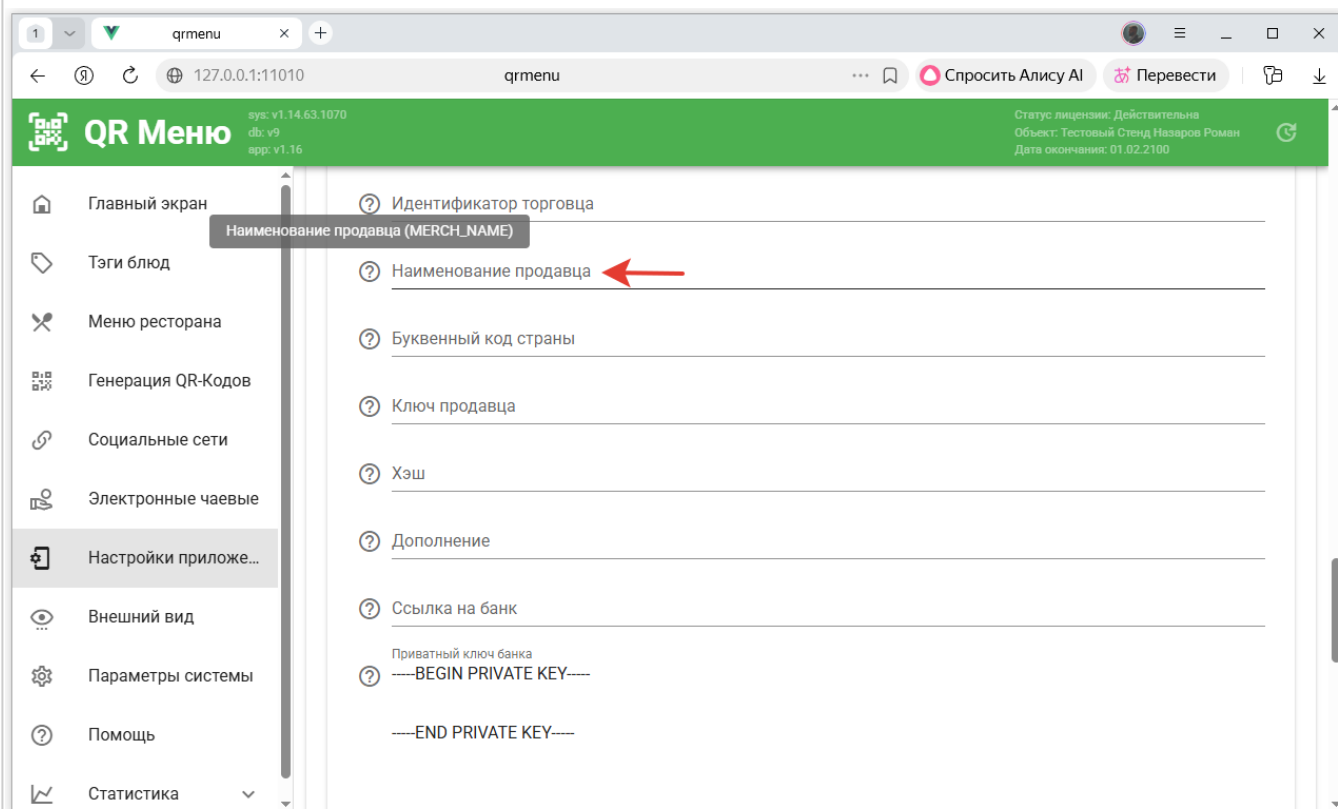 1
qrmenu
127.0.0.1:11010
qrmenu
Спросить Алису AI
Перевести
QR Меню
sys: v1.14.63.1070
db: v9
app: v1.16
Статус лицензии: Действительна
Объект: Тестовый Стенд Назаров Роман
Дата окончания: 01.02.2100
Главный экран
Тэги блюд
Меню ресторана
Генерация QR-Кодов
Социальные сети
Электронные чаевые
Настройки приложе...
Внешний вид
Параметры системы
Помощь
Статистика
Идентификатор торговца
Наименование продавца (MERCH_NAME)
Наименование продавца
Буквенный код страны
Ключ продавца
Хэш
Дополнение
Ссылка на банк
Приватный ключ банка
-----BEGIN PRIVATE KEY-----
-----END PRIVATE KEY-----